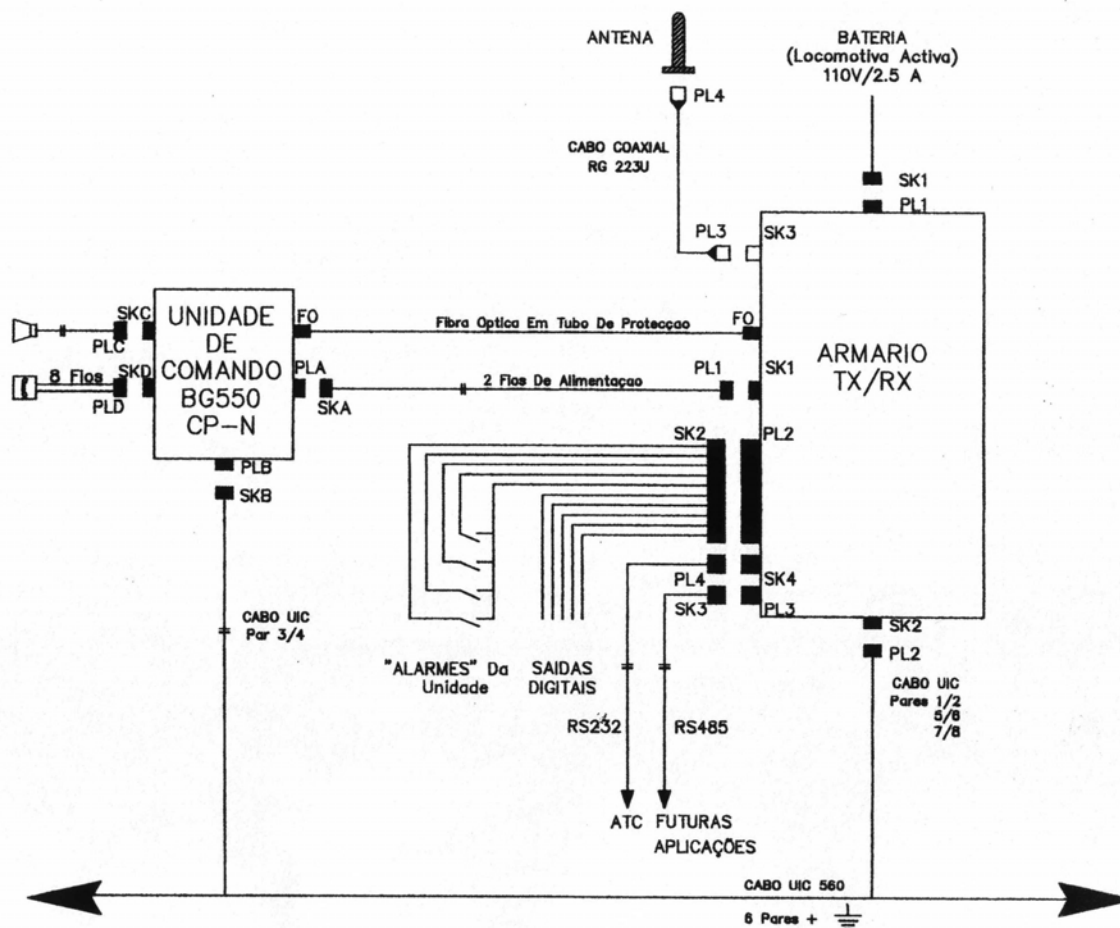 ANTENA
BATERIA
(Locomotiva Activa)
110V/2.5 A
PL4
CABO COAXIAL
RG 223U
SK1
PL1
PL3
SK3
SKC
PLC
8 Fios
SKD
PLD
UNIDADE
DE
COMANDO
BG550
CP-N
FO
Fibra Optica Em Tubo De Protecçao
FO
PLA
SKA
2 Fios De Alimentaçao
PL1
SK1
ARMARIO
TX/RX
PLB
SKB
SK2
PL2
PL4
SK4
SK3
PL3
SK2
PL2
CABO UIC
Par 3/4
"ALARMES" Da
Unidade
SAIDAS
DIGITAIS
CABO UIC
Pares 1/2
5/6
7/8
RS232
RS485
ATC
FUTURAS
APLICAÇÕES
CABO UIC 560
6 Pares +